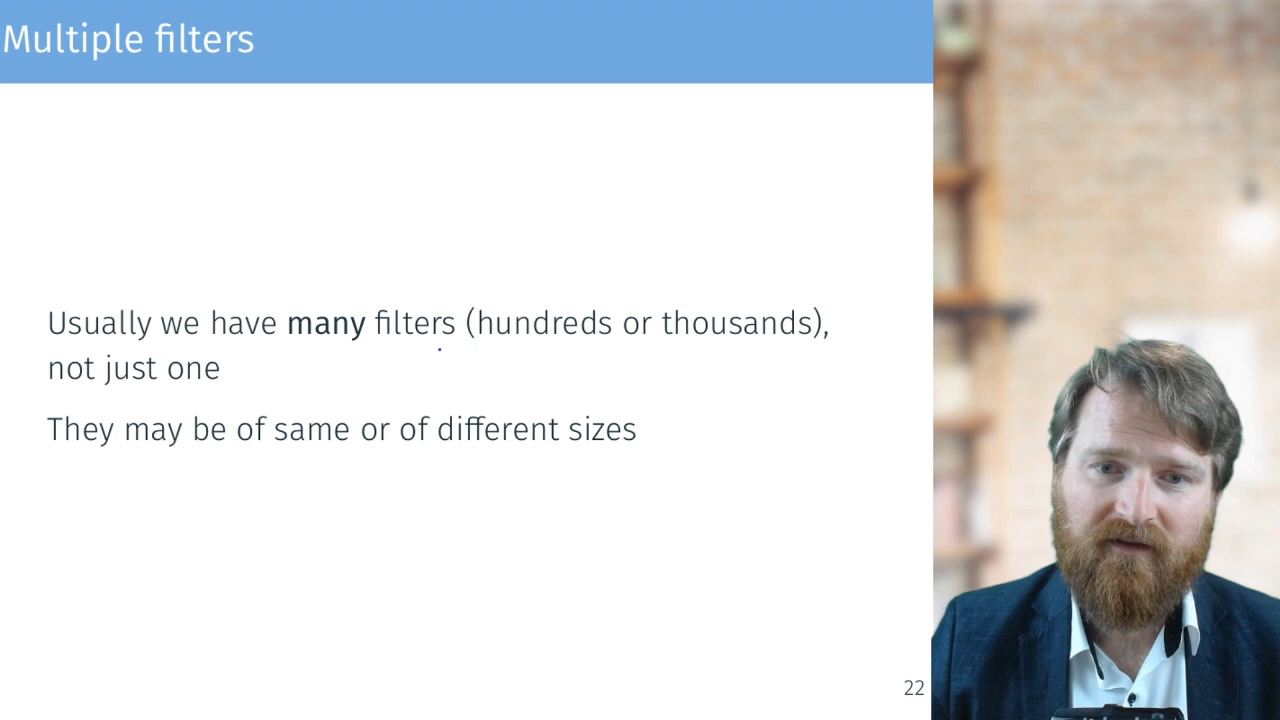 Multiple filters
Usually we have many filters (hundreds or thousands),
not just one
They may be of same or of different sizes
22